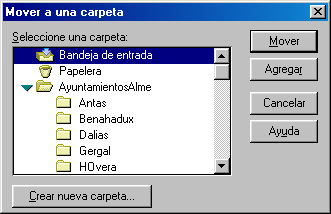 Mover a una carpeta
Seleccione una carpeta:
Bandeja de entrada
Papelera
AyuntamientosAlme
Antas
Benahadux
Dalias
Gergal
HOvera
Mover
Agregar
Cancelar
Ayuda
Crear nueva carpeta...